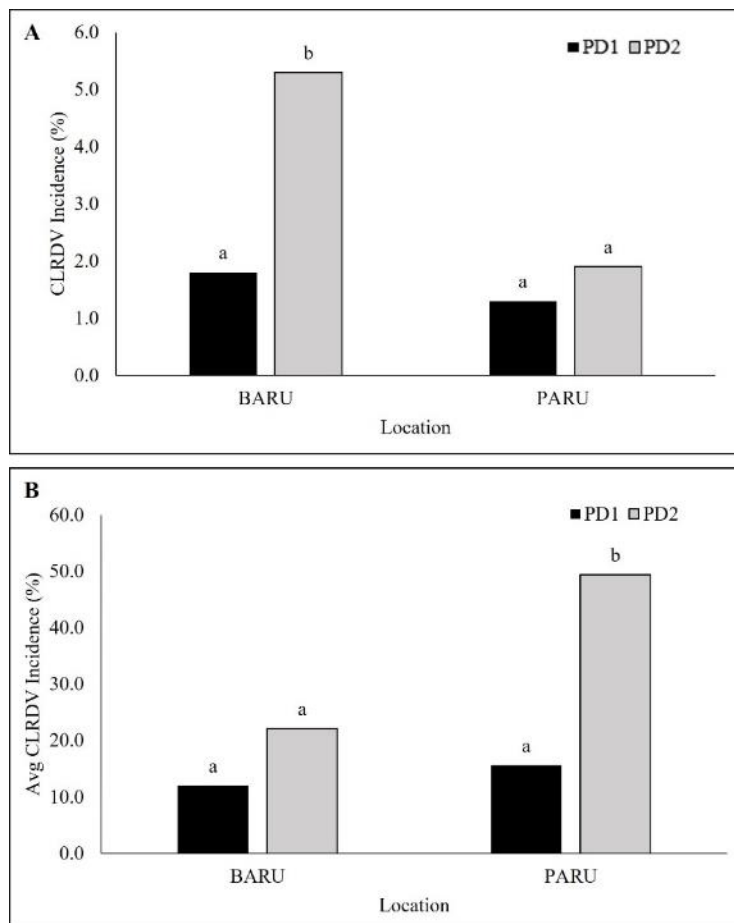 A
PD1 PD2
CLRDV Incidence (%)
6.0
5.0
4.0
3.0
2.0
1.0
0.0
a
b
a
a
BARU PARU
Location
B
PD1 PD2
Avg CLRDV Incidence (%)
60.0
50.0
40.0
30.0
20.0
10.0
0.0
a
a
a
b
BARU PARU
Location